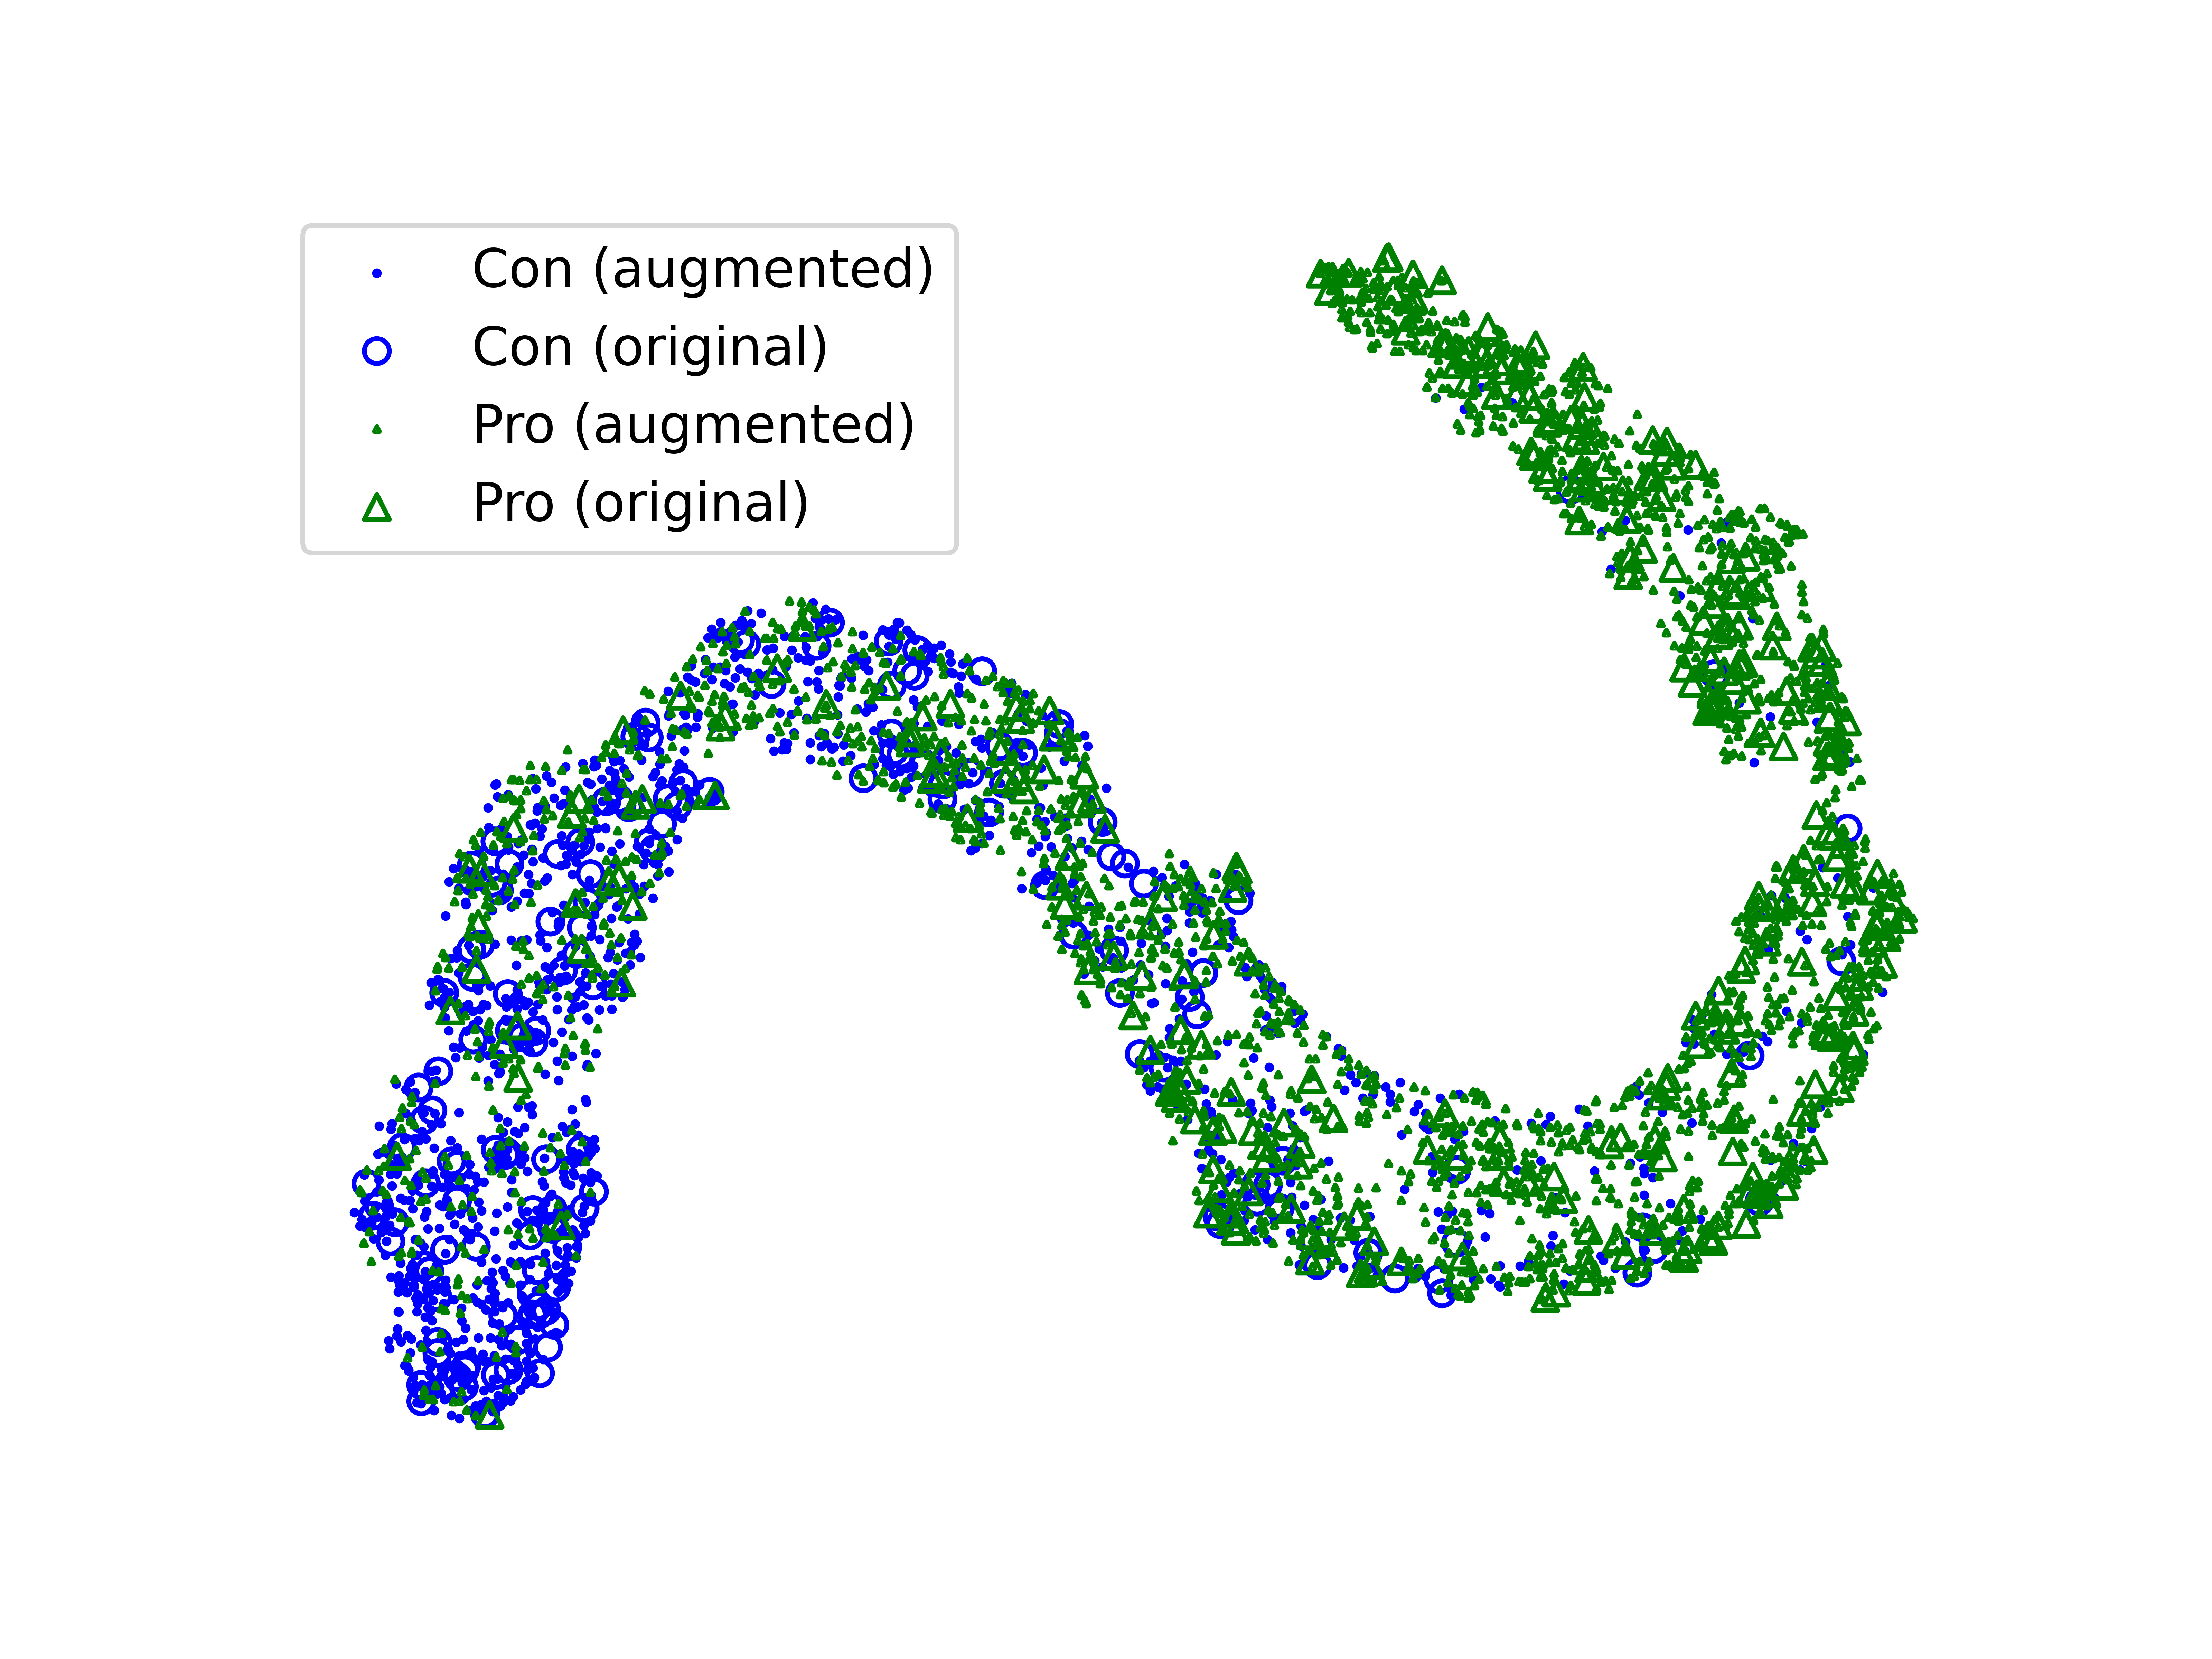 Con (augmented)
Con (original)
Pro (augmented)
Pro (original)